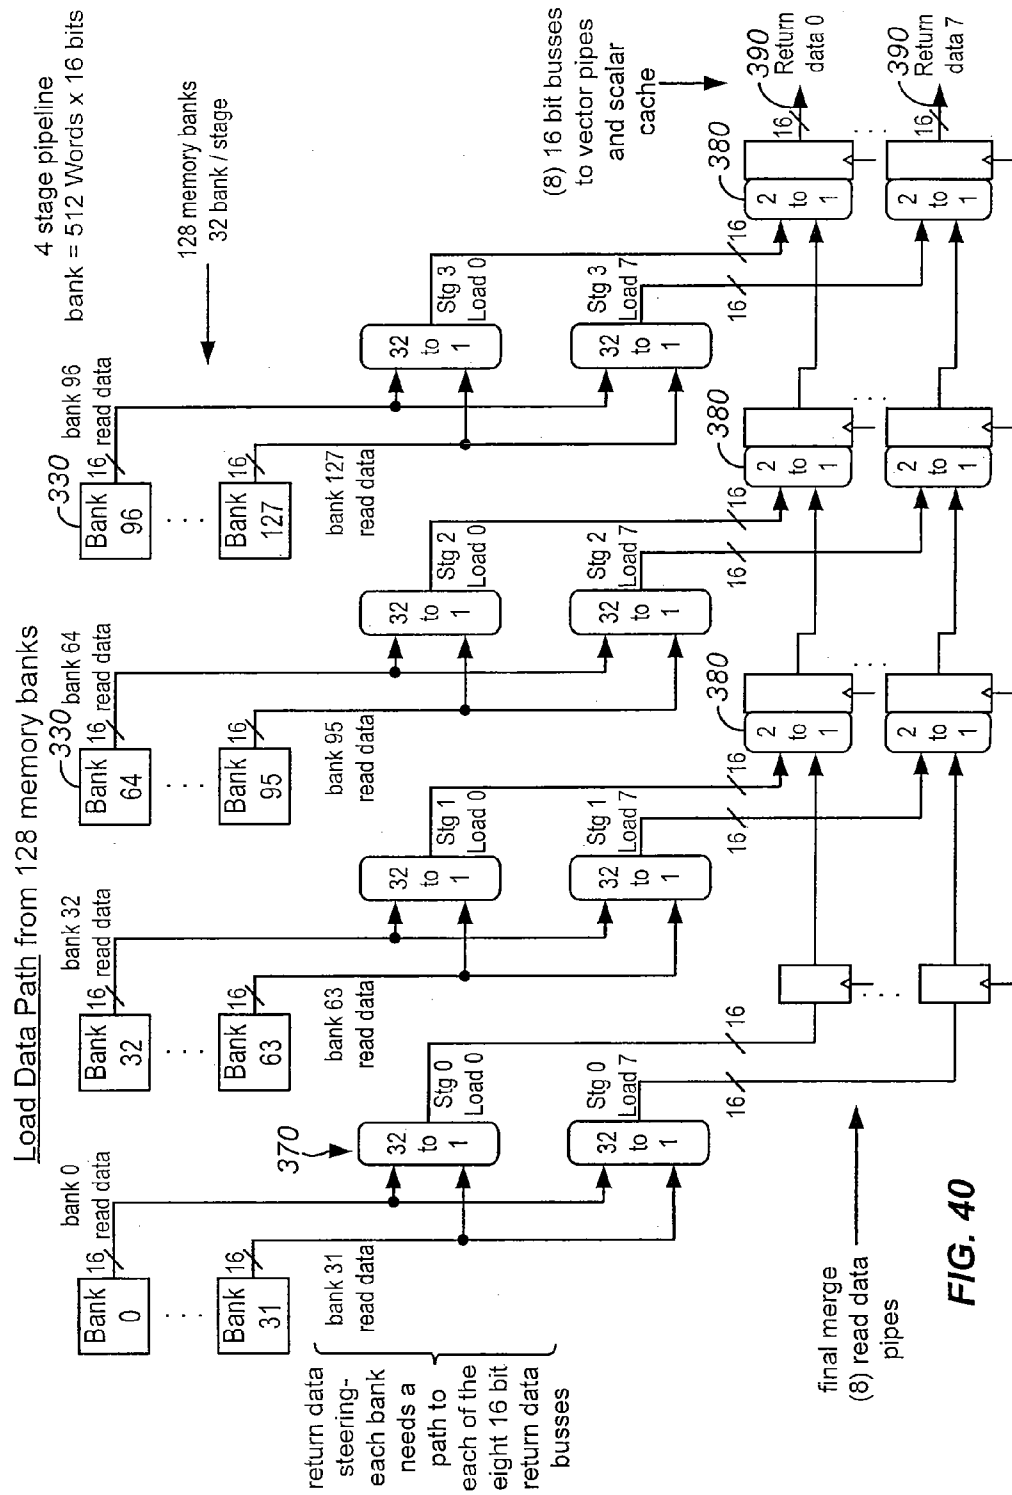 Load Data Path from 128 memory banks
4 stage pipeline
bank = 512 Words x 16 bits
128 memory banks
32 bank / stage
330
330
Bank
0
16
bank 0
read data
Bank
32
16
bank 32
read data
Bank
64
16
bank 64
read data
Bank
96
16
bank 96
read data
. . .
. . .
. . .
. . .
Bank
31
16
Bank
63
16
Bank
95
16
Bank
127
16
bank 31
read data
bank 63
read data
bank 95
read data
bank 127
read data
return data
steering-
each bank
needs a
path to
each of the
eight 16 bit
return data
busses
370
32
to
1
Stg 0
Load 0
32
to
1
Stg 1
Load 0
32
to
1
Stg 2
Load 0
32
to
1
Stg 3
Load 0
32
to
1
Stg 0
Load 7
32
to
1
Stg 1
Load 7
32
to
1
Stg 2
Load 7
32
to
1
Stg 3
Load 7
(8) 16 bit busses
to vector pipes
and scalar
cache
16
16
16
16
16
16
16
16
380
380
380
2
to
1
2
to
1
2
to
1
16
390
Return
data 0
. . .
. . .
. . .
. . .
2
to
1
2
to
1
2
to
1
16
390
Return
data 7
final merge
(8) read data
pipes
FIG. 40